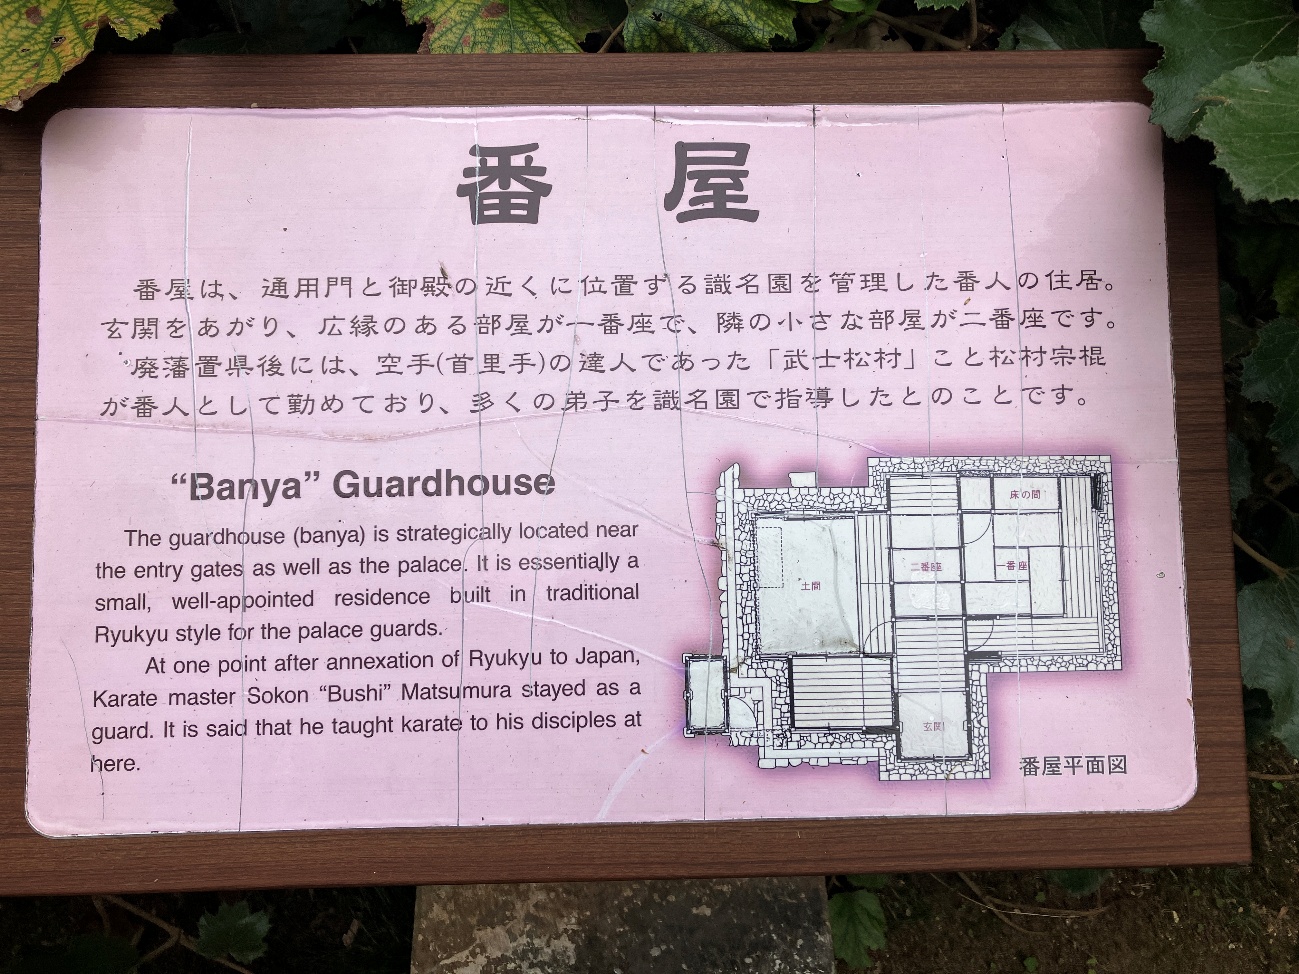 番屋
番屋は、通用門と御殿の近くに位置する識名園を管理した番人の住居。
玄関をあがり、広縁のある部屋が一番座で、隣の小さな部屋が二番座です。
廃藩置県後には、空手(首里手)の達人であった「武士松村」こと松村宗棍
が番人として勤めており、多くの弟子を識名園で指導したとのことです。
“Banya” Guardhouse
The guardhouse (banya) is strategically located near
the entry gates as well as the palace. It is essentially a
small, well-appointed residence built in traditional
Ryukyu style for the palace guards.
At one point after annexation of Ryukyu to Japan,
Karate master Sokon “Bushi” Matsumura stayed as a
guard. It is said that he taught karate to his disciples at
here.
床の間
二番座
一番座
土間
玄関
番屋平面図